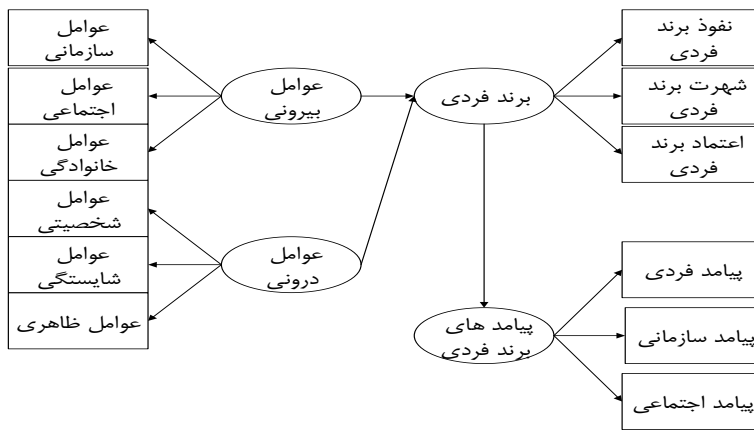 عوامل
سازمانی
عوامل
اجتماعی
عوامل
خانوادگی
عوامل
شخصیتی
عوامل
شایستگی
عوامل ظاهری
عوامل
بیرونی
عوامل
درونی
برند فردی
پیامد های
برند فردی
نفوذ برند
فردی
شهرت برند
فردی
اعتماد برند
فردی
پیامد فردی
پیامد سازمانی
پیامد اجتماعی